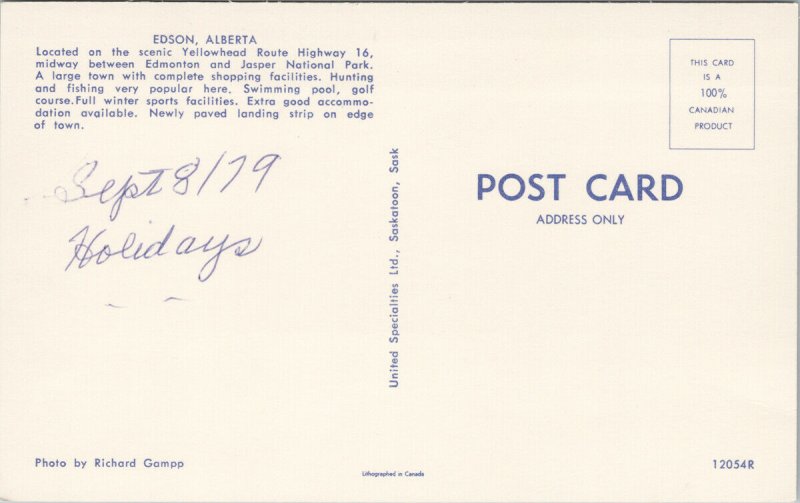 EDSON, ALBERTA
Located on the scenic Yellowhead Route Highway 16,
midway between Edmonton and Jasper National Park.
A large town with complete shopping facilities. Hunting
and fishing very popular here. Swimming pool, golf
course.Full winter sports facilities. Extra good accommo-
dation available. Newly paved landing strip on edge
of town.
Sept 8/79
Holidays
Photo by Richard Gampp
United Specialties Ltd., Saskatoon, Sask
Lithographed in Canada
THIS CARD
IS A
100%
CANADIAN
PRODUCT
POST CARD
ADDRESS ONLY
12054R